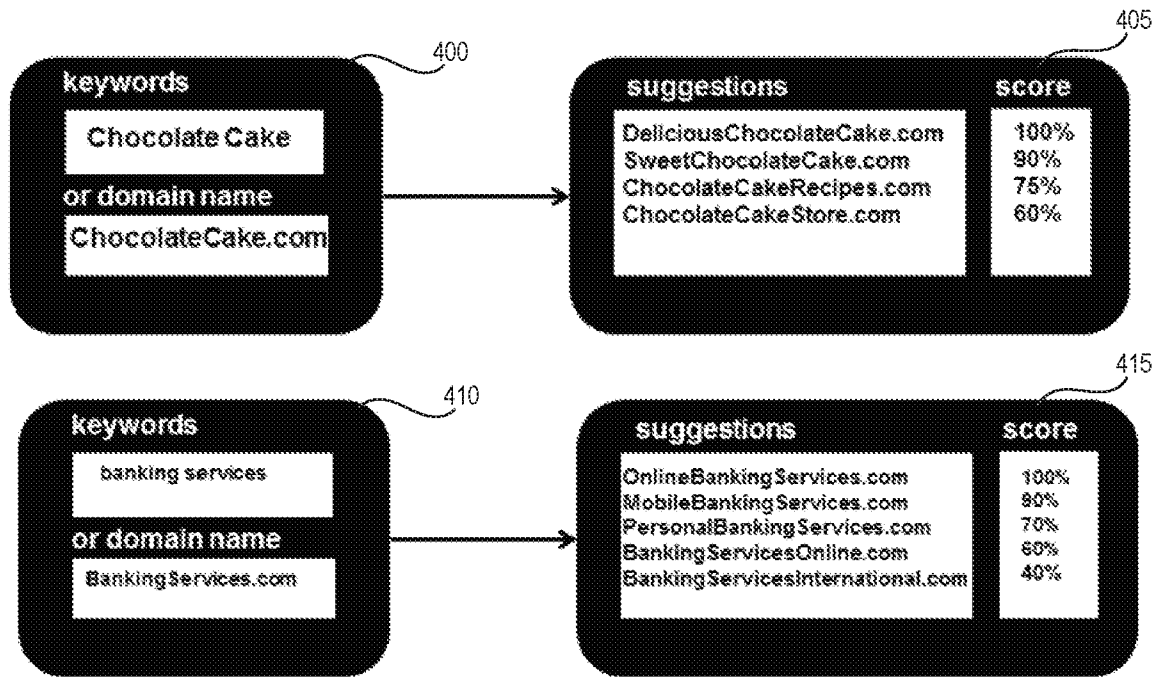 400
keywords
Chocolate Cake
or domain name
ChocolateCake.com
405
suggestions score
DeliciousChocolateCake.com 100%
SweetChocolateCake.com 90%
ChocolateCakeRecipes.com 75%
ChocolateCakeStore.com 60%
410
keywords
banking services
or domain name
BankingServices.com
415
suggestions score
OnlineBankingServices.com 100%
MobileBankingServices.com 90%
PersonalBankingServices.com 70%
BankingServicesOnline.com 60%
BankingServicesInternational.com 40%